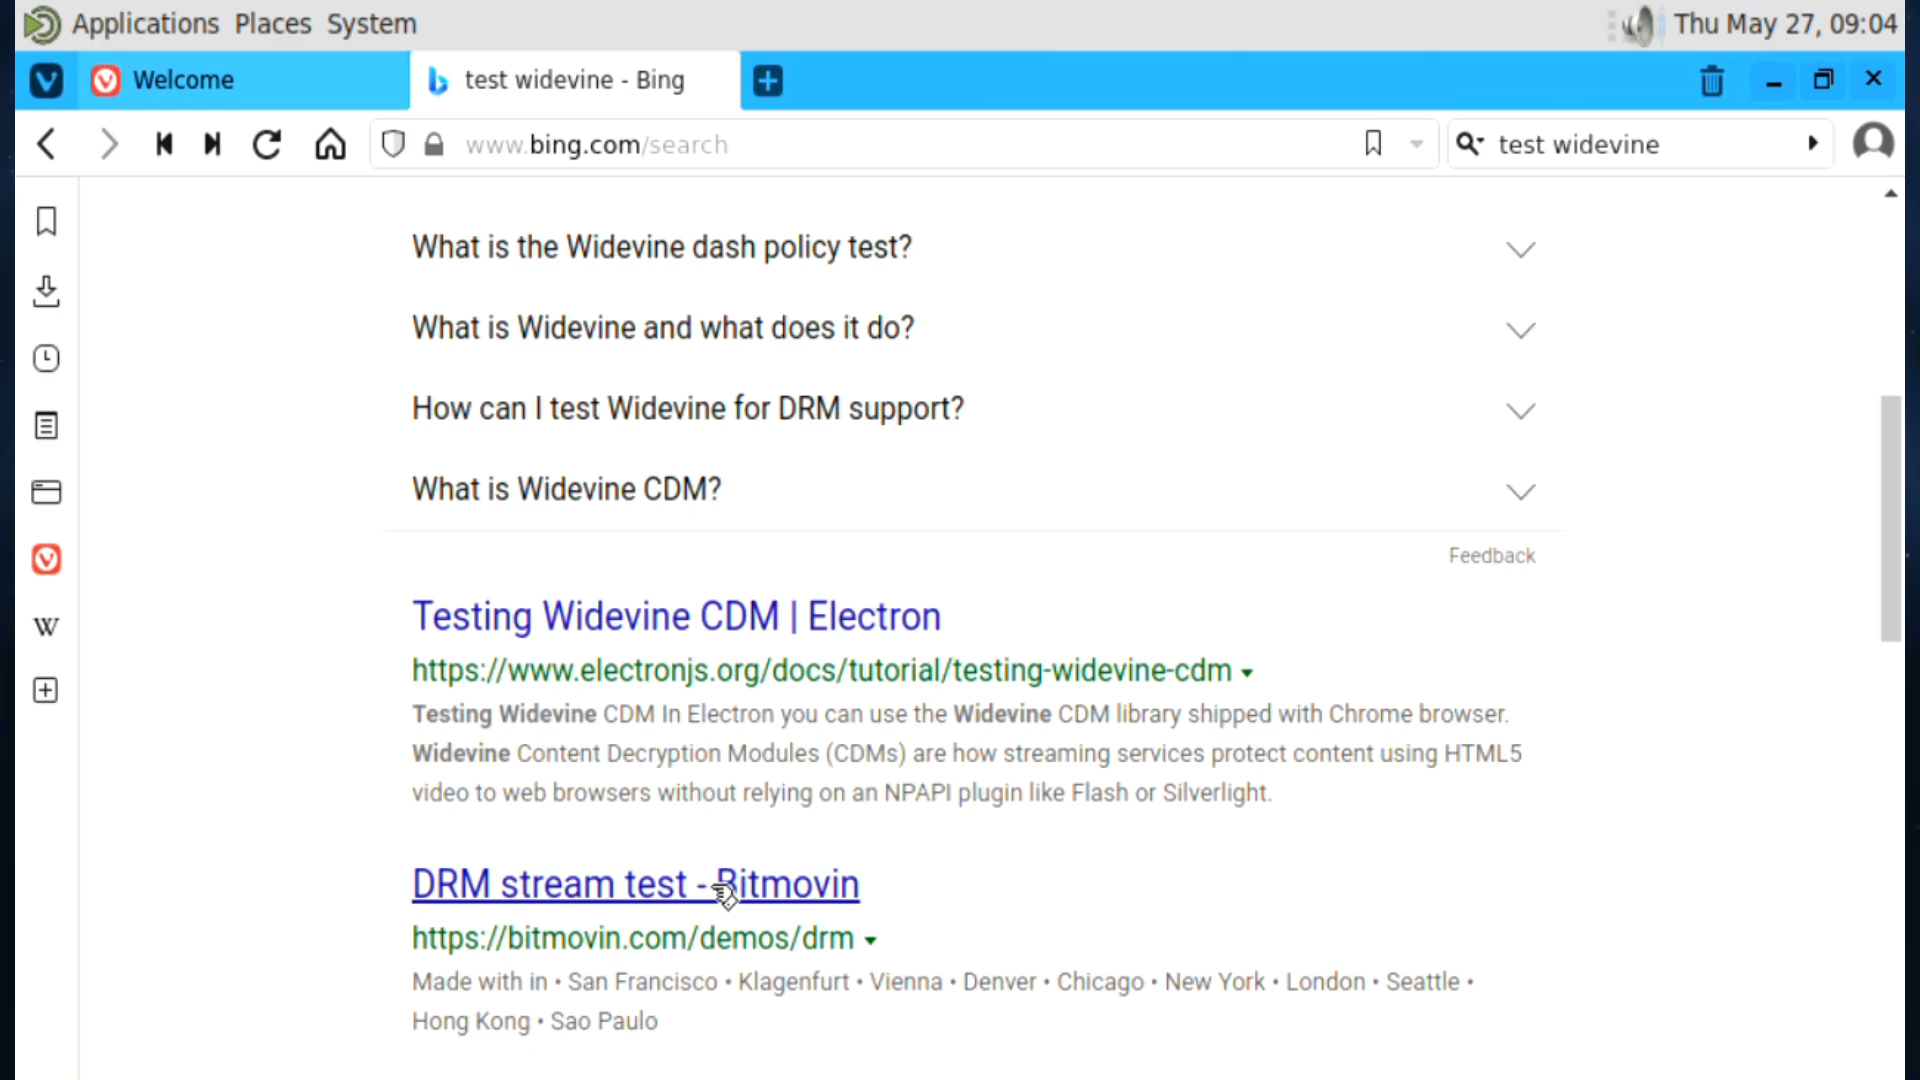 Applications Places System
Thu May 27, 09:04
Welcome
test widevine - Bing
www.bing.com/search
test widevine
What is the Widevine dash policy test?
What is Widevine and what does it do?
How can I test Widevine for DRM support?
What is Widevine CDM?
Feedback
Testing Widevine CDM | Electron
https://www.electronjs.org/docs/tutorial/testing-widevine-cdm
Testing Widevine CDM In Electron you can use the Widevine CDM library shipped with Chrome browser.
Widevine Content Decryption Modules (CDMs) are how streaming services protect content using HTML5
video to web browsers without relying on an NPAPI plugin like Flash or Silverlight.
DRM stream test - Bitmovin
https://bitmovin.com/demos/drm
Made with in • San Francisco • Klagenfurt • Vienna • Denver • Chicago • New York • London • Seattle •
Hong Kong • Sao Paulo
W